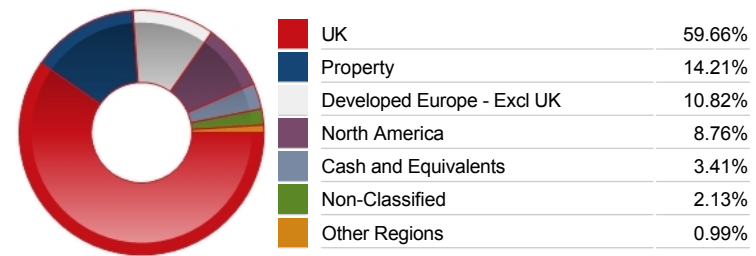 UK 59.66%
Property 14.21%
Developed Europe - Excl UK 10.82%
North America 8.76%
Cash and Equivalents 3.41%
Non-Classified 2.13%
Other Regions 0.99%